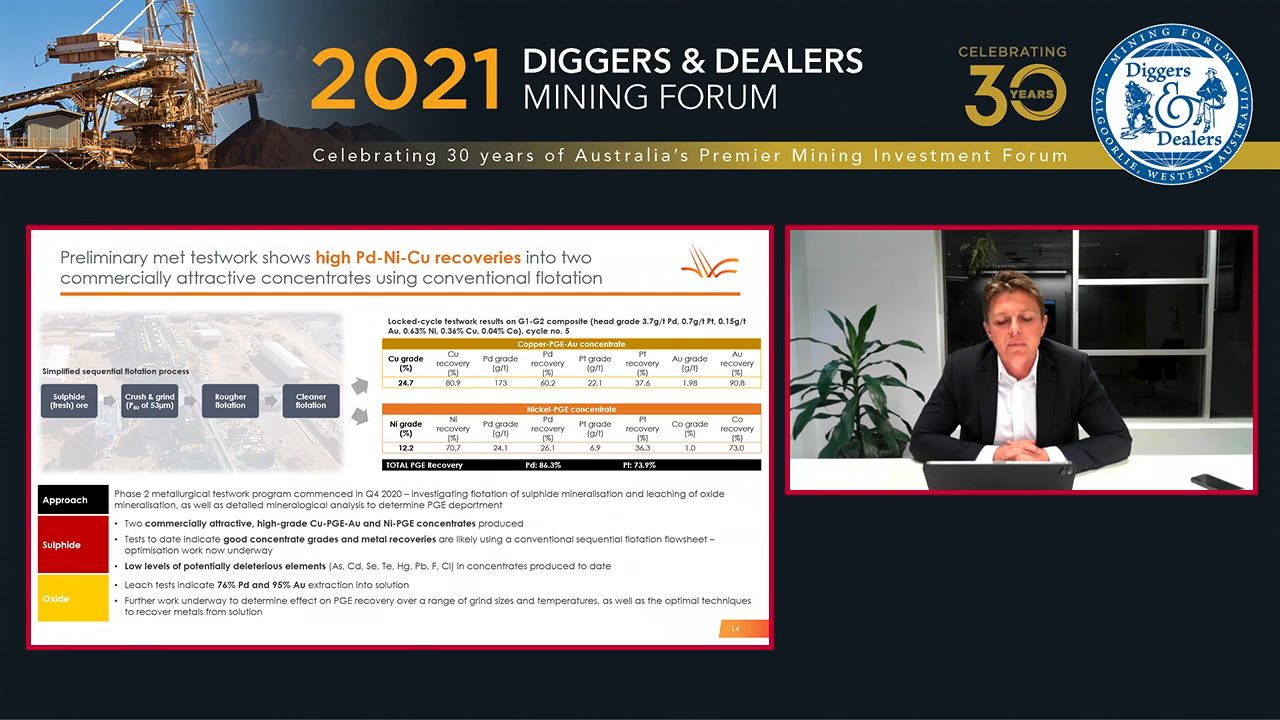 2021 DIGGERS & DEALERS
MINING FORUM
CELEBRATING
30 YEARS
MINING FORUM
Diggers
&
Dealers
KALGOORLIE, WESTERN AUSTRALIA
Celebrating 30 years of Australia's Premier Mining Investment Forum
Preliminary met testwork shows high Pd-Ni-Cu recoveries into two
commercially attractive concentrates using conventional flotation
Simplified sequential flotation process
Sulphide
(fresh) ore
Crush & grind
(P80 of 53µm)
Rougher
flotation
Cleaner
flotation
Locked-cycle testwork results on G1-G2 composite (head grade 3.7g/t Pd, 0.7g/t Pt, 0.15g/t
Au, 0.63% Ni, 0.36% Cu, 0.04% Co), cycle no. 5
Copper-PGE-Au concentrate
Cu grade (%) Cu recovery (%) Pd grade (g/t) Pd recovery (%) Pt grade (g/t) Pt recovery (%) Au grade (g/t) Au recovery (%)
24.7 80.9 173 60.2 22.1 37.6 1.98 90.8
Nickel-PGE concentrate
Ni grade (%) Ni recovery (%) Pd grade (g/t) Pd recovery (%) Pt grade (g/t) Pt recovery (%) Co grade (%) Co recovery (%)
12.2 70.7 24.1 26.1 6.9 36.3 1.0 73.0
TOTAL PGE Recovery Pd: 86.3% Pt: 73.9%
Approach
Phase 2 metallurgical testwork program commenced in Q4 2020 – investigating flotation of sulphide mineralisation and leaching of oxide
mineralisation, as well as detailed mineralogical analysis to determine PGE deportment
Sulphide
• Two commercially attractive, high-grade Cu-PGE-Au and Ni-PGE concentrates produced
• Tests to date indicate good concentrate grades and metal recoveries are likely using a conventional sequential flotation flowsheet –
optimisation work now underway
• Low levels of potentially deleterious elements (As, Cd, Se, Te, Hg, Pb, F, Cl) in concentrates produced to date
Oxide
• Leach tests indicate 76% Pd and 95% Au extraction into solution
• Further work underway to determine effect on PGE recovery over a range of grind sizes and temperatures, as well as the optimal techniques
to recover metals from solution
14